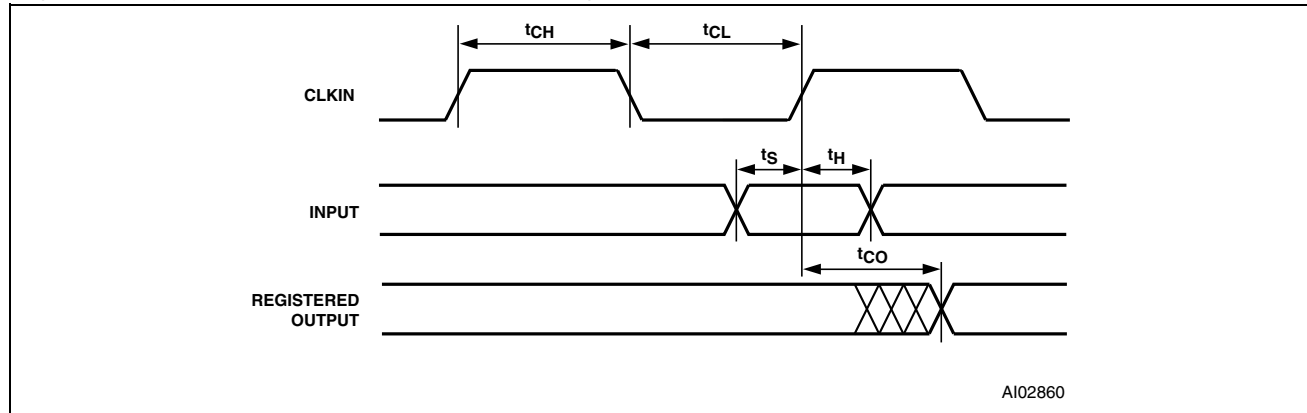 tCH
tCL
CLKIN
tS
tH
INPUT
tCO
REGISTERED
OUTPUT
AI02860